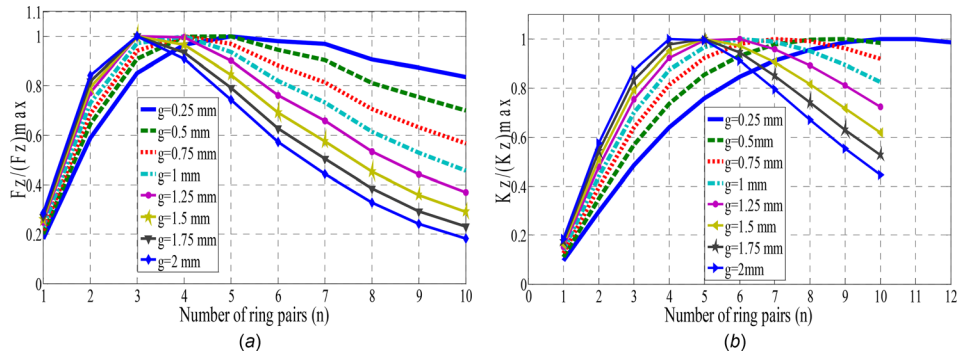 1.1
1
0.8
0.6
0.4
0.2
0
Fz/(Fz)max
g=0.25 mm
g=0.5 mm
g=0.75 mm
g=1 mm
g=1.25 mm
g=1.5 mm
g=1.75 mm
g=2 mm
1 2 3 4 5 6 7 8 9 10
Number of ring pairs (n)
(a)
1
0.8
0.6
0.4
0.2
0
Kz/(Kz)max
g=0.25 mm
g=0.5mm
g=0.75 mm
g=1 mm
g=1.25 mm
g=1.5 mm
g=1.75 mm
g=2mm
0 1 2 3 4 5 6 7 8 9 10 11 12
Number of ring pairs (n)
(b)